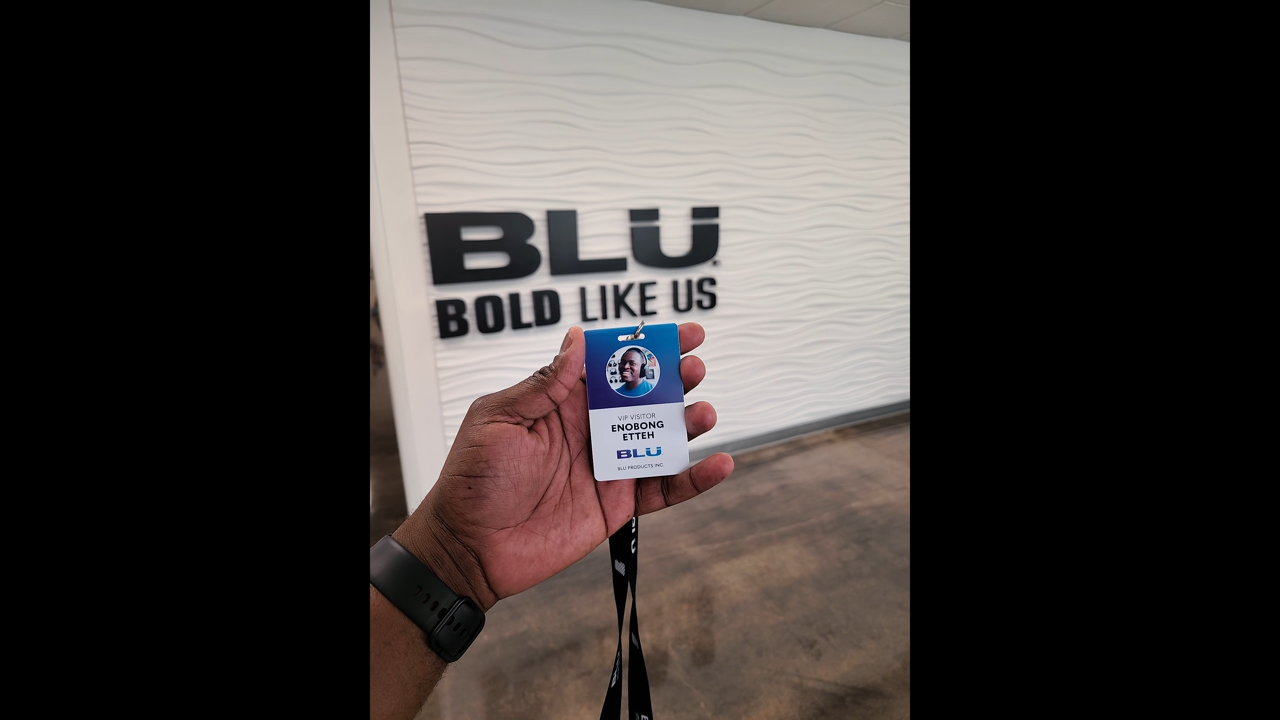 BLU
BOLD LIKE US
VIP VISITOR
ENOBONG
ETTEH
BLU
BLU PRODUCTS INC